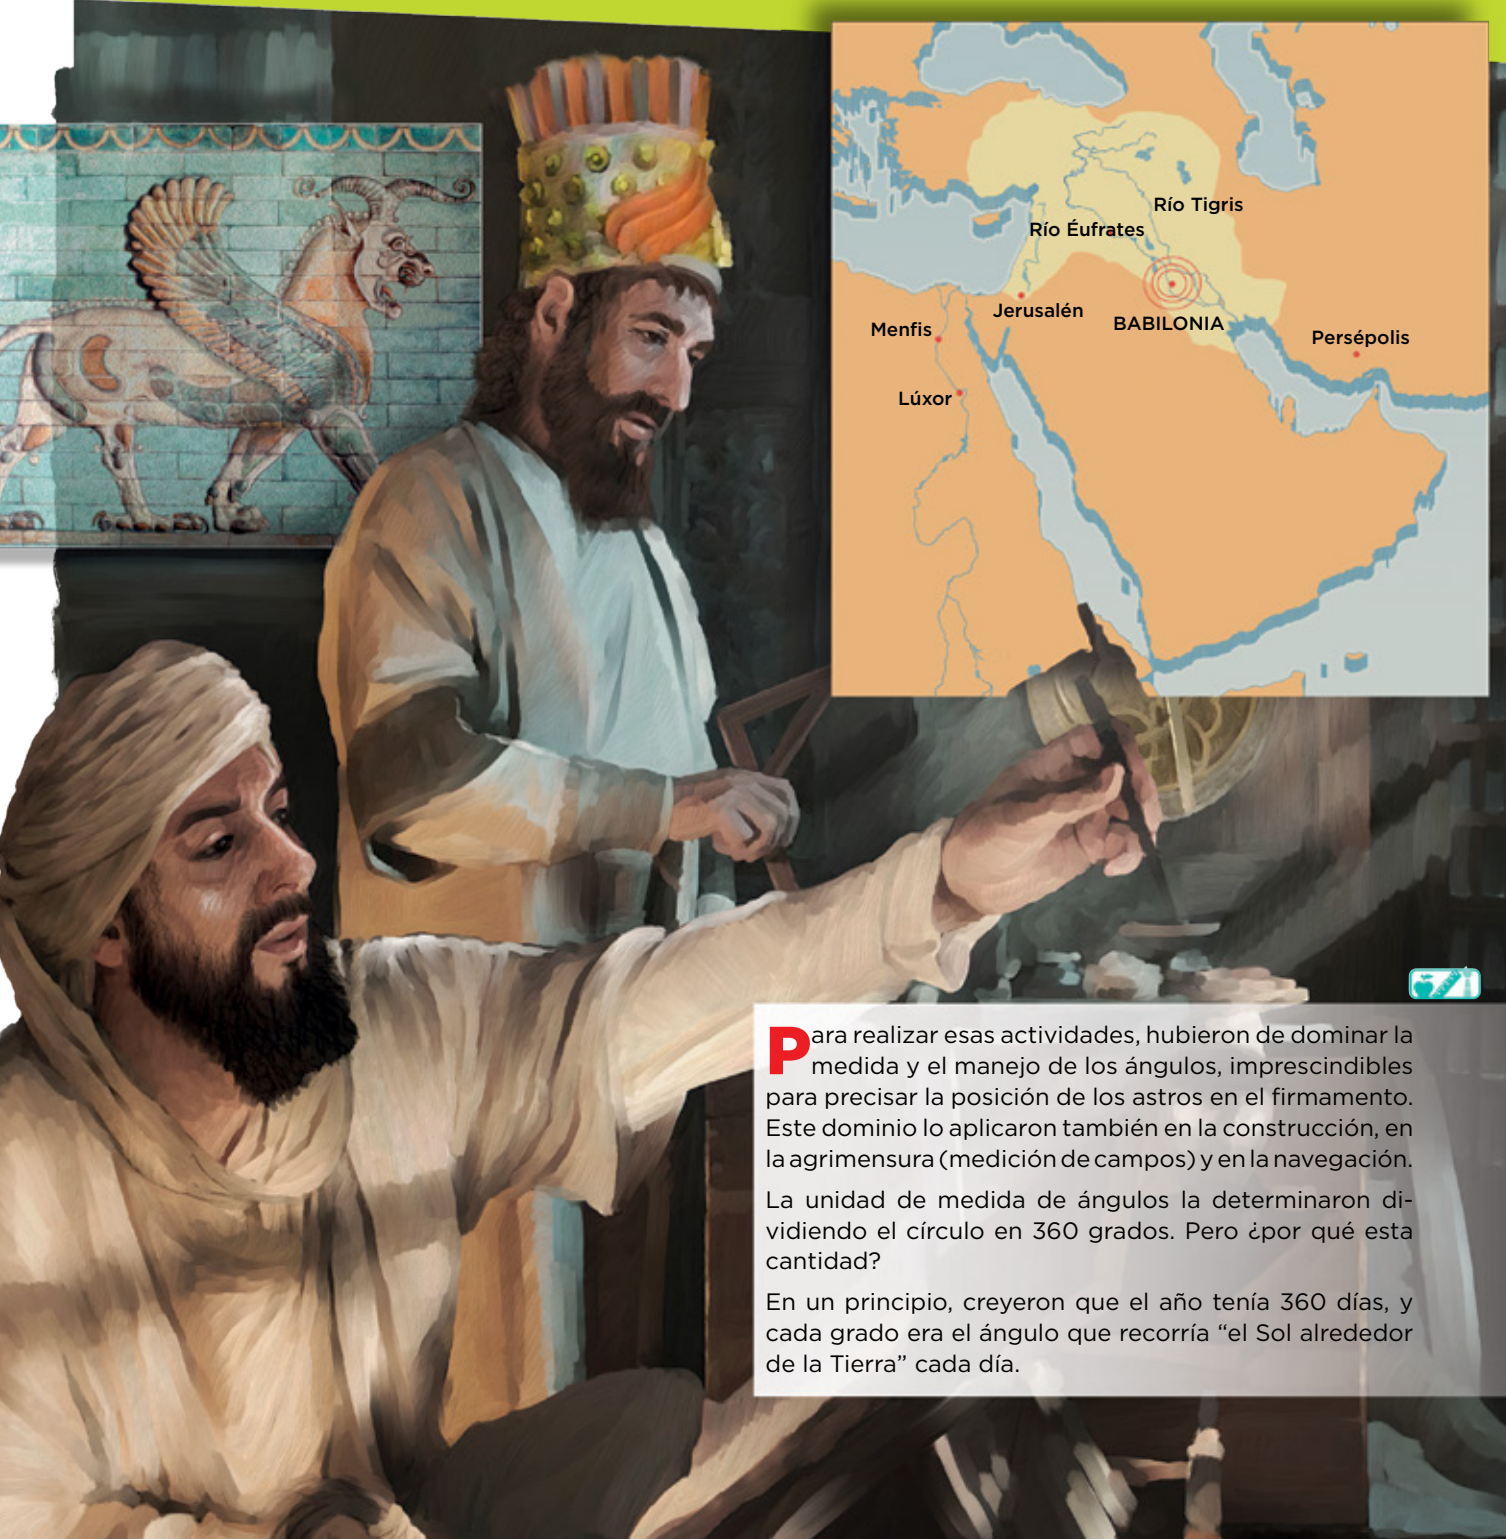 Río Tigris
Río Éufrates
Jerusalén
BABILONIA
Menfis
Persépolis
Lúxor
Para realizar esas actividades, hubieron de dominar la
medida y el manejo de los ángulos, imprescindibles
para precisar la posición de los astros en el firmamento.
Este dominio lo aplicaron también en la construcción, en
la agrimensura (medición de campos) y en la navegación.
La unidad de medida de ángulos la determinaron di-
vidiendo el círculo en 360 grados. Pero ¿por qué esta
cantidad?
En un principio, creyeron que el año tenía 360 días, y
cada grado era el ángulo que recorría “el Sol alrededor
de la Tierra” cada día.